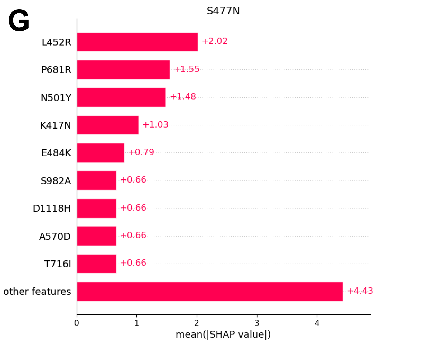 G
S477N
L452R +2.02
P681R +1.55
N501Y +1.48
K417N +1.03
E484K +0.79
S982A +0.66
D1118H +0.66
A570D +0.66
T716I +0.66
other features +4.43
0 1 2 3 4
mean(|SHAP value|)